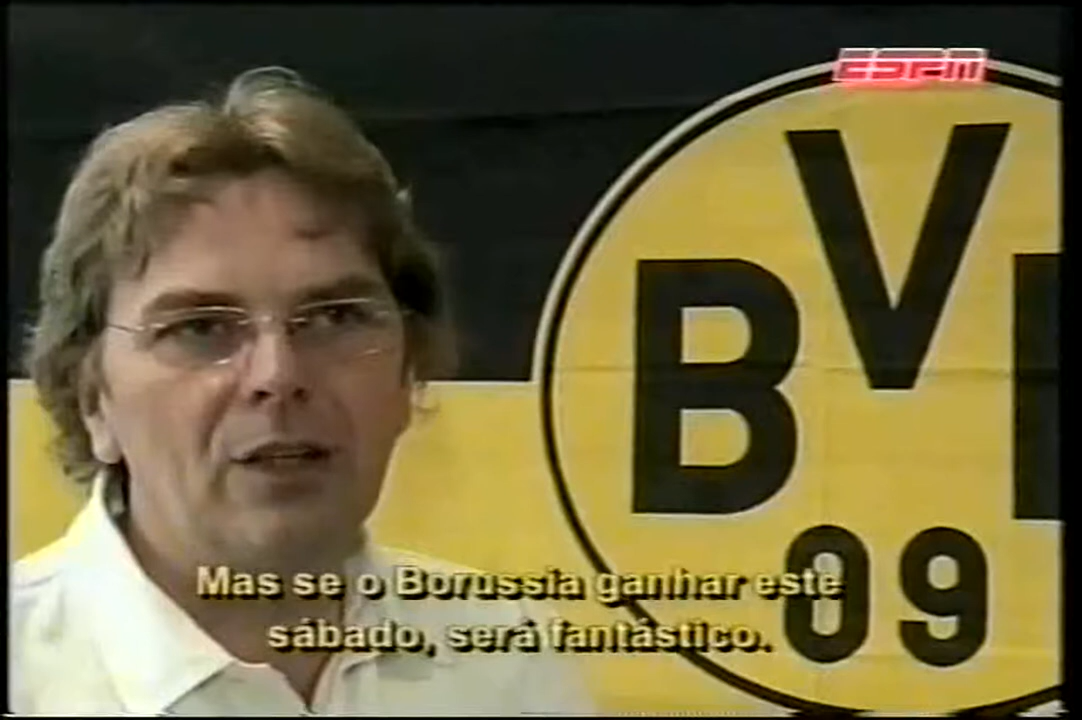 ESPN
BVB
09
Mas se o Borussia ganhar este
sábado, será fantástico.